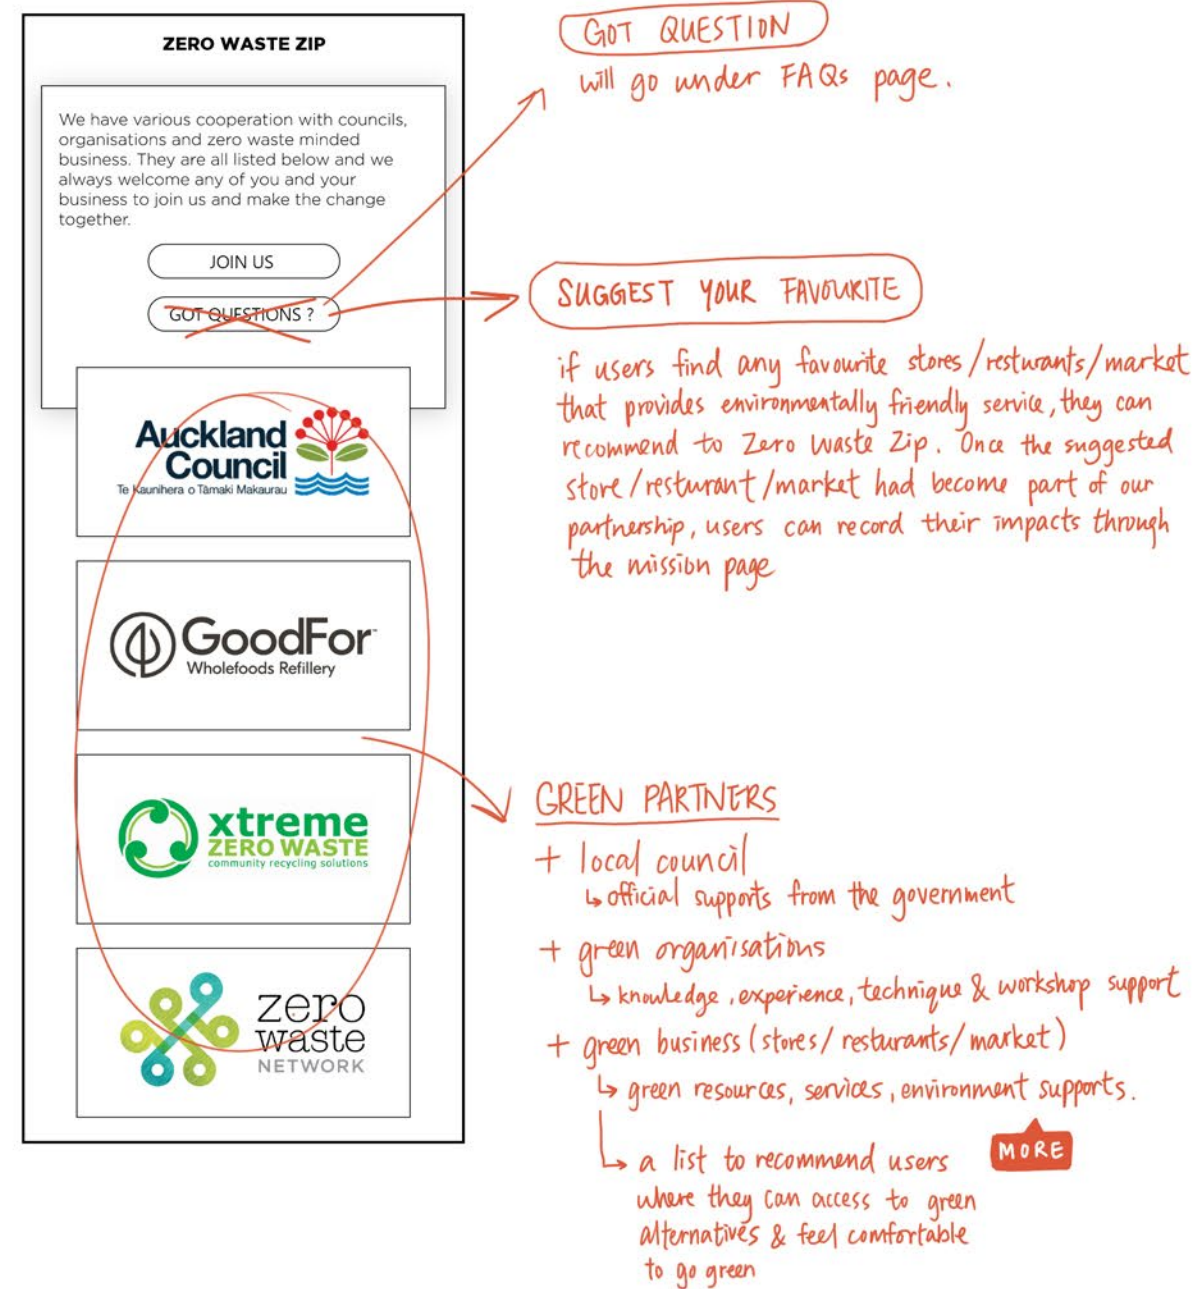 ZERO WASTE ZIP
We have various cooperation with councils,
organisations and zero waste minded
business. They are all listed below and we
always welcome any of you and your
business to join us and make the change
together.
JOIN US
GOT QUESTIONS ?
Auckland
Council
Te Kaunihera o Tāmaki Makaurau
GoodFor™
Wholefoods Refillery
xtreme
ZERO WASTE
community recycling solutions
zero
waste
NETWORK
GOT QUESTION
will go under FAQs page.
SUGGEST YOUR FAVOURITE
if users find any favourite stores/resturants/market
that provides environmentally friendly service, they can
recommend to Zero Waste Zip. Once the suggested
store/resturant/market had become part of our
partnership, users can record their impacts through
the mission page
GREEN PARTNERS
+ local council
↳ official supports from the government
+ green organisations
↳ knowledge, experience, technique & workshop support
+ green business (stores/ resturants/ market)
↳ green resources, services, environment supports.
MORE
↳ a list to recommend users
where they can access to green
alternatives & feel comfortable
to go green